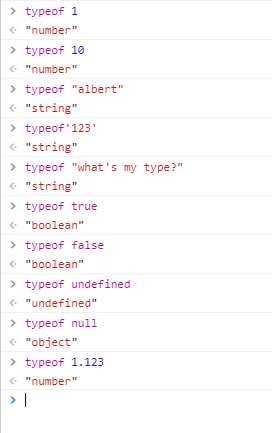 > typeof 1
<· "number"
> typeof 10
<· "number"
> typeof "albert"
<· "string"
> typeof'123'
<· "string"
> typeof "what's my type?"
<· "string"
> typeof true
<· "boolean"
> typeof false
<· "boolean"
> typeof undefined
<· "undefined"
> typeof null
<· "object"
> typeof 1.123
<· "number"
>